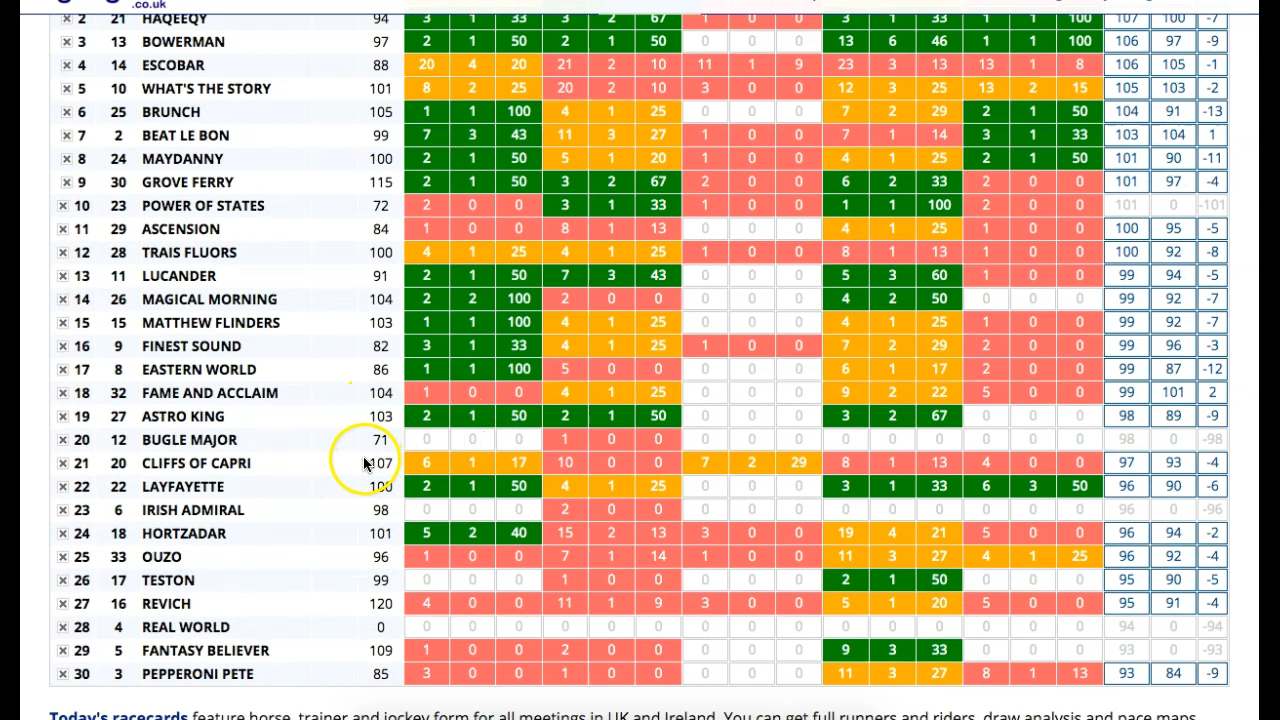 .co.uk
2 21 HAQEEQY 94 3 1 33 3 2 67 1 0 0 3 1 33 1 1 100 107 100 -7
3 13 BOWERMAN 97 2 1 50 2 1 50 0 0 0 13 6 46 1 1 100 106 97 -9
4 14 ESCOBAR 88 20 4 20 21 2 10 11 1 9 23 3 13 13 1 8 106 105 -1
5 10 WHAT'S THE STORY 101 8 2 25 20 2 10 3 0 0 12 3 25 13 2 15 105 103 -2
6 25 BRUNCH 105 1 1 100 4 1 25 0 0 0 7 2 29 2 1 50 104 91 -13
7 2 BEAT LE BON 99 7 3 43 11 3 27 1 0 0 7 1 14 3 1 33 103 104 1
8 24 MAYDANNY 100 2 1 50 5 1 20 1 0 0 4 1 25 2 1 50 101 90 -11
9 30 GROVE FERRY 115 2 1 50 3 2 67 2 0 0 6 2 33 2 0 0 101 97 -4
10 23 POWER OF STATES 72 2 0 0 3 1 33 1 0 0 1 1 100 2 0 0 101 0 -101
11 29 ASCENSION 84 1 0 0 8 1 13 0 0 0 4 1 25 1 0 0 100 95 -5
12 28 TRAIS FLUORS 100 4 1 25 4 1 25 1 0 0 8 1 13 1 0 0 100 92 -8
13 11 LUCANDER 91 2 1 50 7 3 43 0 0 0 5 3 60 1 0 0 99 94 -5
14 26 MAGICAL MORNING 104 2 2 100 2 0 0 0 0 0 4 2 50 0 0 0 99 92 -7
15 15 MATTHEW FLINDERS 103 1 1 100 4 1 25 0 0 0 4 1 25 1 0 0 99 92 -7
16 9 FINEST SOUND 82 3 1 33 4 1 25 1 0 0 7 2 29 2 0 0 99 96 -3
17 8 EASTERN WORLD 86 1 1 100 5 0 0 0 0 0 6 1 17 2 0 0 99 87 -12
18 32 FAME AND ACCLAIM 104 1 0 0 4 1 25 0 0 0 9 2 22 5 0 0 99 101 2
19 27 ASTRO KING 103 2 1 50 2 1 50 0 0 0 3 2 67 0 0 0 98 89 -9
20 12 BUGLE MAJOR 71 0 0 0 1 0 0 0 0 0 0 0 0 0 0 0 98 0 -98
21 20 CLIFFS OF CAPRI 107 6 1 17 10 0 0 7 2 29 8 1 13 4 0 0 97 93 -4
22 22 LAYFAYETTE 100 2 1 50 4 1 25 0 0 0 3 1 33 6 3 50 96 90 -6
23 6 IRISH ADMIRAL 98 0 0 0 2 0 0 0 0 0 0 0 0 0 0 0 96 0 -96
24 18 HORTZADAR 101 5 2 40 15 2 13 3 0 0 19 4 21 5 0 0 96 94 -2
25 33 OUZO 96 1 0 0 7 1 14 1 0 0 11 3 27 4 1 25 96 92 -4
26 17 TESTON 99 0 0 0 1 0 0 0 0 0 2 1 50 0 0 0 95 90 -5
27 16 REVICH 120 4 0 0 11 1 9 3 0 0 5 1 20 5 0 0 95 91 -4
28 4 REAL WORLD 0 0 0 0 0 0 0 0 0 0 0 0 0 0 0 0 94 0 -94
29 5 FANTASY BELIEVER 109 1 0 0 2 0 0 0 0 0 9 3 33 0 0 0 93 0 -93
30 3 PEPPERONI PETE 85 3 0 0 1 0 0 0 0 0 11 3 27 8 1 13 93 84 -9
Today's racecards feature horse, trainer and jockey form for all meetings in UK and Ireland. You can get full runners and riders, draw analysis and pace maps